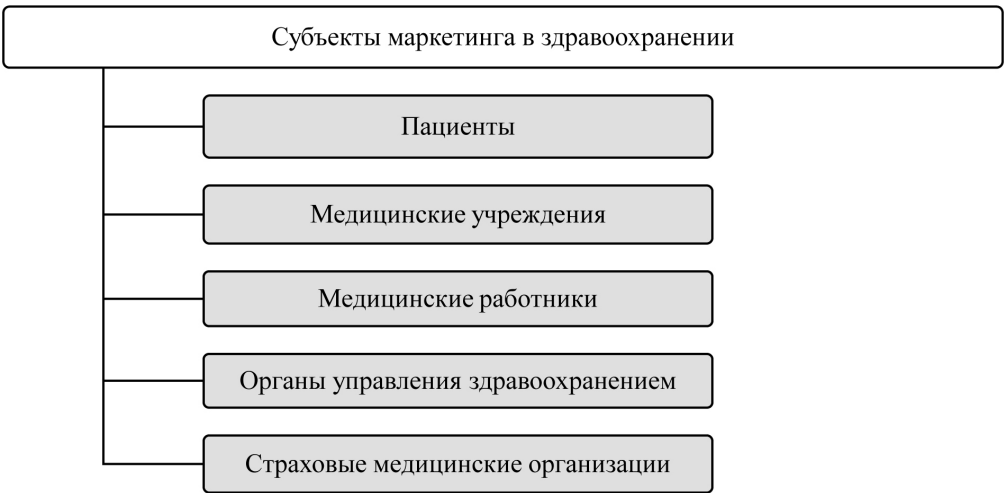 Субъекты маркетинга в здравоохранении
Пациенты
Медицинские учреждения
Медицинские работники
Органы управления здравоохранением
Страховые медицинские организации